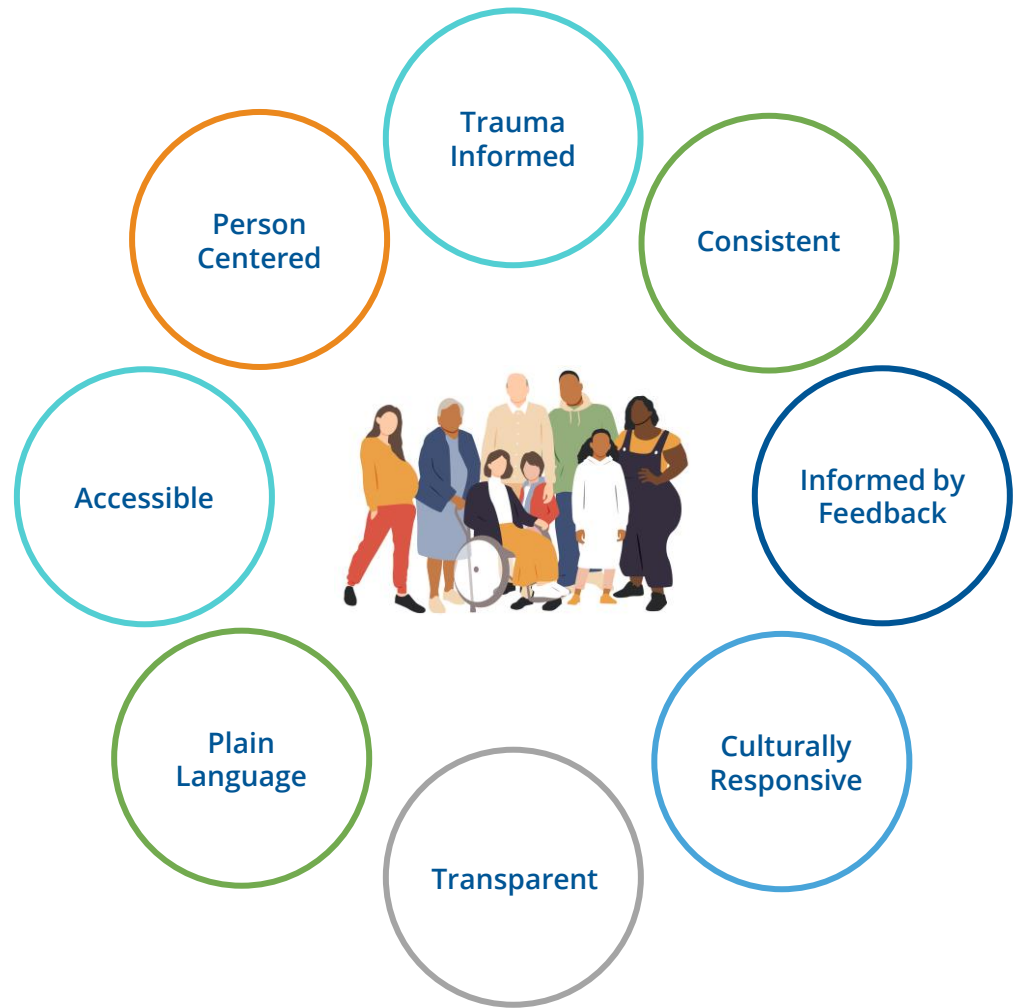 Trauma
Informed
Consistent
Informed by
Feedback
Culturally
Responsive
Transparent
Plain
Language
Accessible
Person
Centered